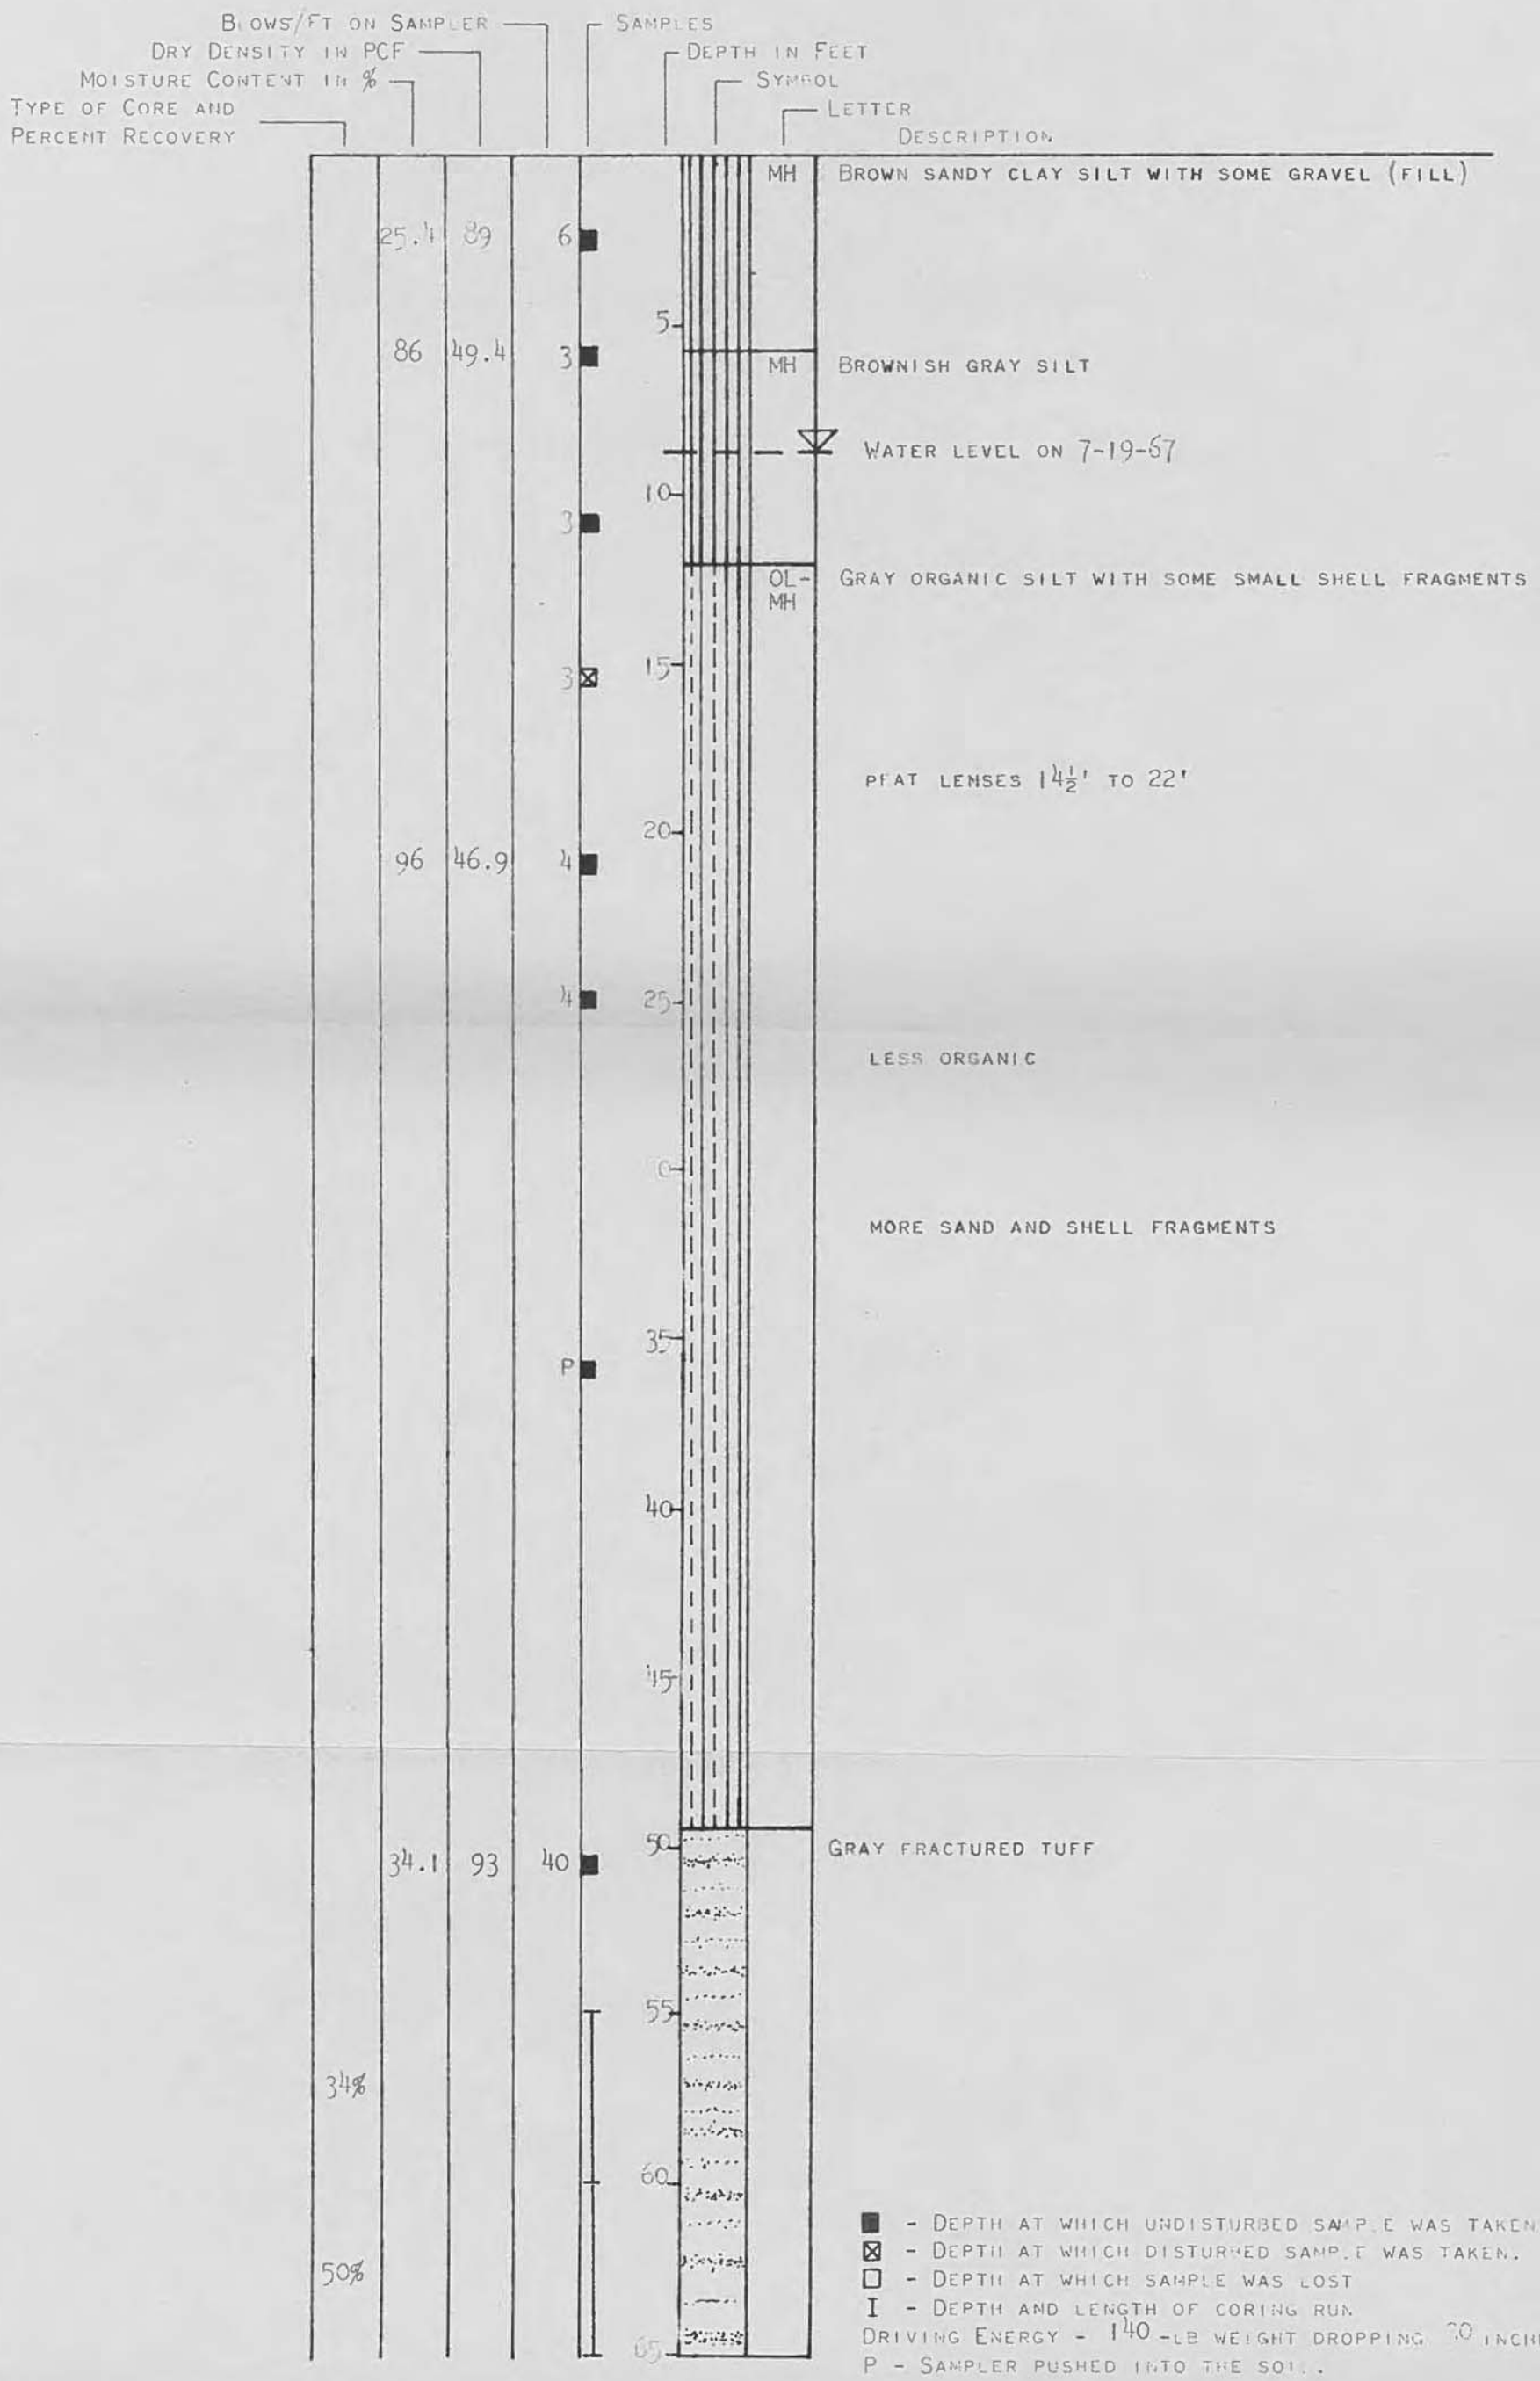 BLOWS/FT ON SAMPLER
SAMPLES
DRY DENSITY IN PCF
DEPTH IN FEET
MOISTURE CONTENT IN %
SYMBOL
TYPE OF CORE AND
PERCENT RECOVERY
LETTER
DESCRIPTION
MH BROWN SANDY CLAY SILT WITH SOME GRAVEL (FILL)
25.4 89 6
5
86 49.4 3
MH BROWNISH GRAY SILT
WATER LEVEL ON 7-19-67
10
3
OL-
MH
GRAY ORGANIC SILT WITH SOME SMALL SHELL FRAGMENTS
3 15
PEAT LENSES 14½' TO 22'
20
96 46.9 4
4 25
LESS ORGANIC
0
MORE SAND AND SHELL FRAGMENTS
35
P
40
45
50 GRAY FRACTURED TUFF
34.1 93 40
55
34%
60
50%
65
- DEPTH AT WHICH UNDISTURBED SAMPLE WAS TAKEN
- DEPTH AT WHICH DISTURBED SAMPLE WAS TAKEN.
- DEPTH AT WHICH SAMPLE WAS LOST
I - DEPTH AND LENGTH OF CORING RUN
DRIVING ENERGY - 140-LB WEIGHT DROPPING
P - SAMPLER PUSHED INTO THE SOIL.